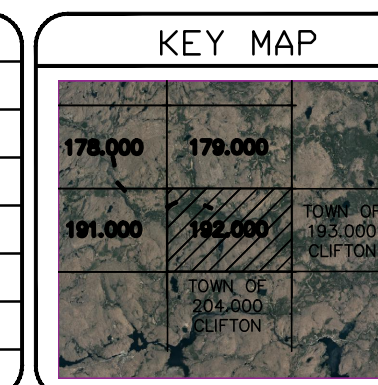 KEY MAP
178.000 179.000
191.000 192.000
TOWN OF
193.000
CLIFTON
TOWN OF
204.000
CLIFTON